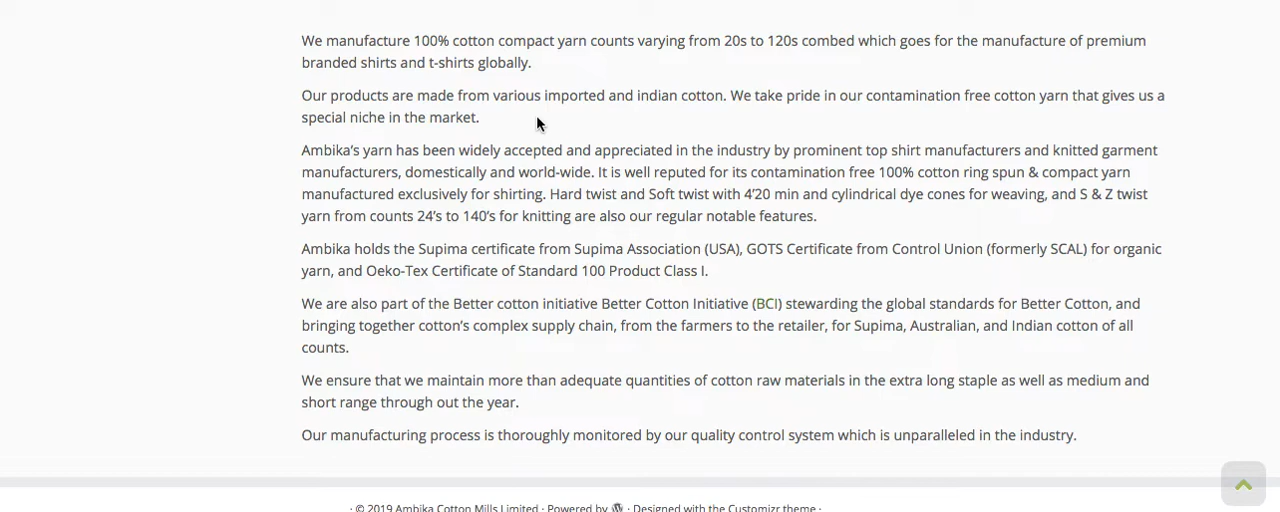 We manufacture 100% cotton compact yarn counts varying from 20s to 120s combed which goes for the manufacture of premium
branded shirts and t-shirts globally.
Our products are made from various imported and indian cotton. We take pride in our contamination free cotton yarn that gives us a
special niche in the market.
Ambika's yarn has been widely accepted and appreciated in the industry by prominent top shirt manufacturers and knitted garment
manufacturers, domestically and world-wide. It is well reputed for its contamination free 100% cotton ring spun & compact yarn
manufactured exclusively for shirting. Hard twist and Soft twist with 4’20 min and cylindrical dye cones for weaving, and S & Z twist
yarn from counts 24’s to 140’s for knitting are also our regular notable features.
Ambika holds the Supima certificate from Supima Association (USA), GOTS Certificate from Control Union (formerly SCAL) for organic
yarn, and Oeko-Tex Certificate of Standard 100 Product Class I.
We are also part of the Better cotton initiative Better Cotton Initiative (BCI) stewarding the global standards for Better Cotton, and
bringing together cotton’s complex supply chain, from the farmers to the retailer, for Supima, Australian, and Indian cotton of all
counts.
We ensure that we maintain more than adequate quantities of cotton raw materials in the extra long staple as well as medium and
short range through out the year.
Our manufacturing process is thoroughly monitored by our quality control system which is unparalleled in the industry.
· © 2019 Ambika Cotton Mills Limited · Powered by · Designed with the Customizr theme ·